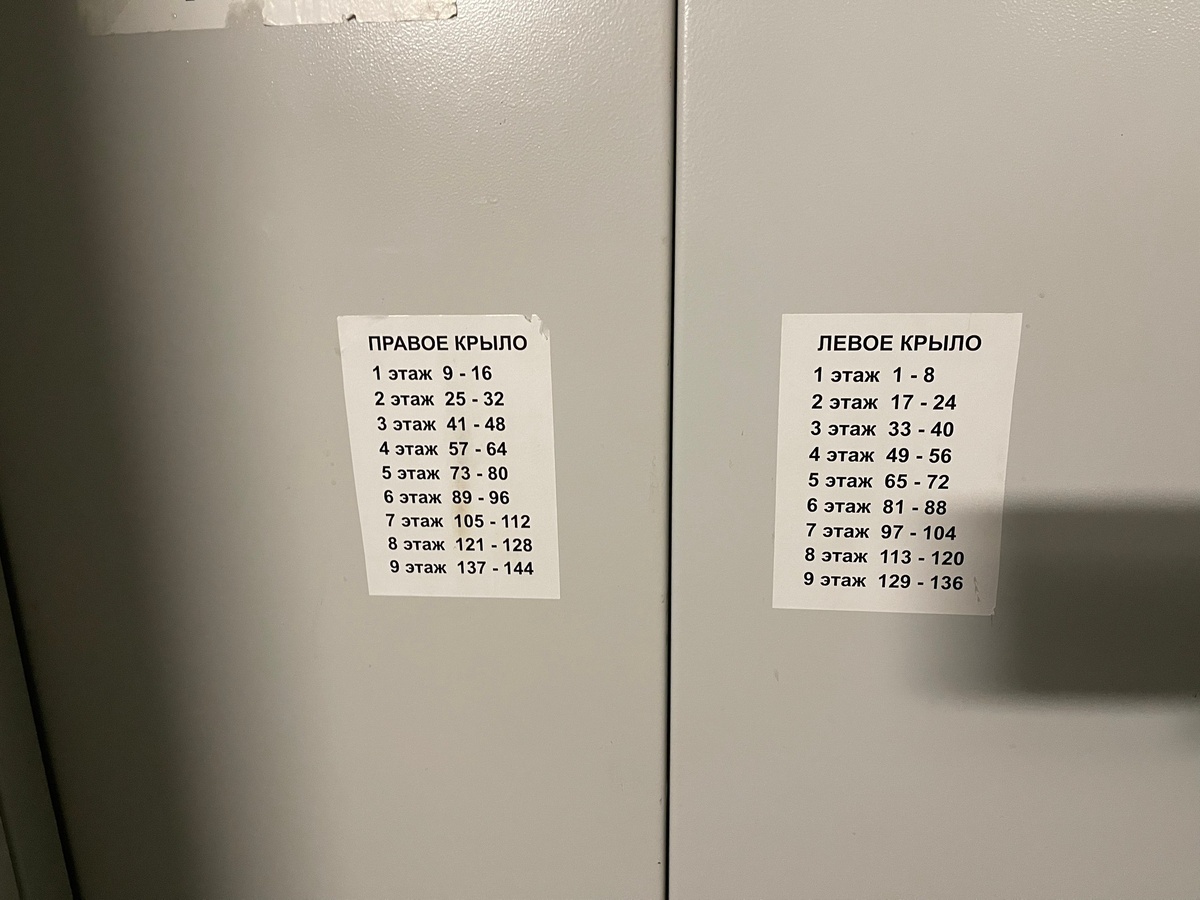 ПРАВОЕ КРЫЛО
1 этаж 9 - 16
2 этаж 25 - 32
3 этаж 41 - 48
4 этаж 57 - 64
5 этаж 73 - 80
6 этаж 89 - 96
7 этаж 105 - 112
8 этаж 121 - 128
9 этаж 137 - 144
ЛЕВОЕ КРЫЛО
1 этаж 1 - 8
2 этаж 17 - 24
3 этаж 33 - 40
4 этаж 49 - 56
5 этаж 65 - 72
6 этаж 81 - 88
7 этаж 97 - 104
8 этаж 113 - 120
9 этаж 129 - 136